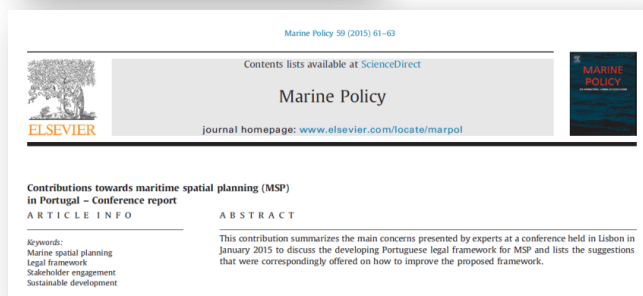 Marine Policy 59 (2015) 61–63
Contents lists available at ScienceDirect
Marine Policy
journal homepage: www.elsevier.com/locate/marpol
ELSEVIER
MARINE
POLICY
Contributions towards maritime spatial planning (MSP)
in Portugal – Conference report
ARTICLE INFO
Keywords:
Marine spatial planning
Legal framework
Stakeholder engagement
Sustainable development
ABSTRACT
This contribution summarizes the main concerns presented by experts at a conference held in Lisbon in
January 2015 to discuss the developing Portuguese legal framework for MSP and lists the suggestions
that were correspondingly offered on how to improve the proposed framework.